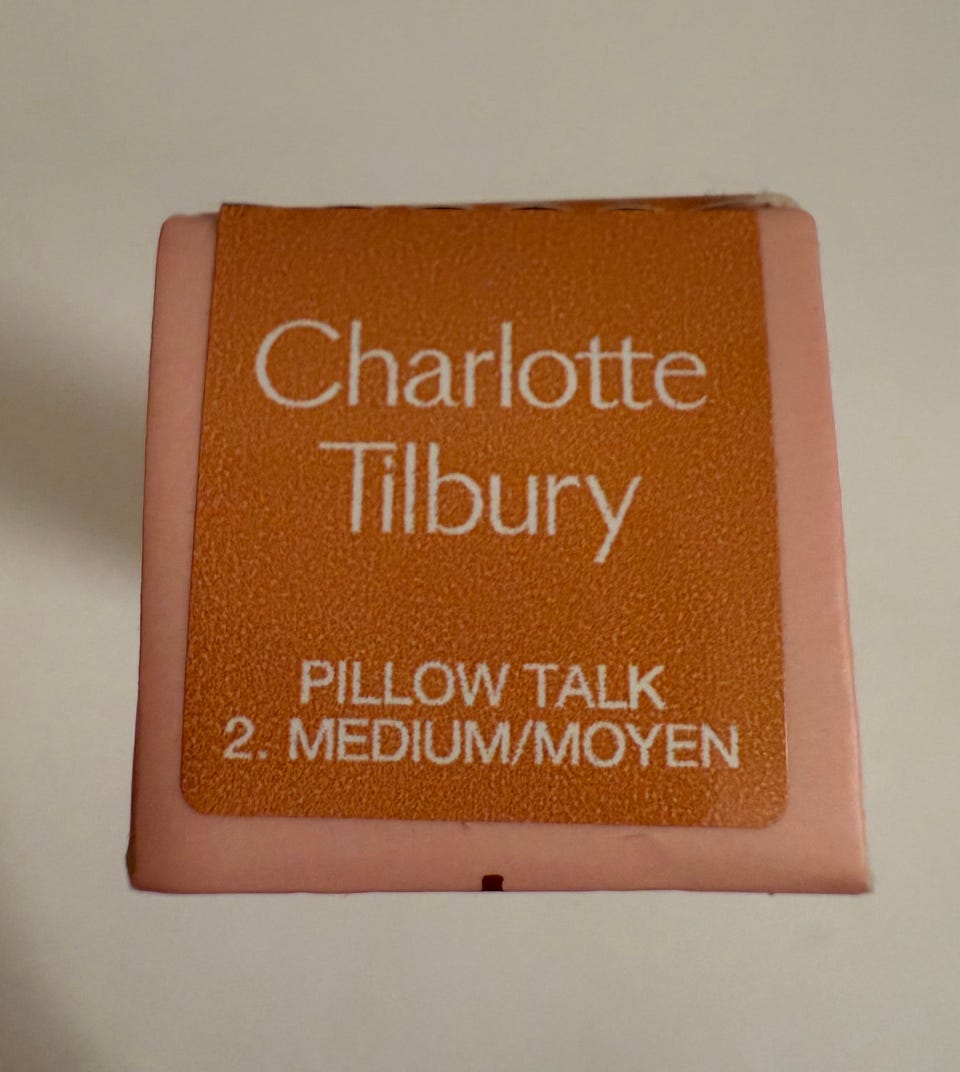 Charlotte
Tilbury
PILLOW TALK
2. MEDIUM/MOYEN